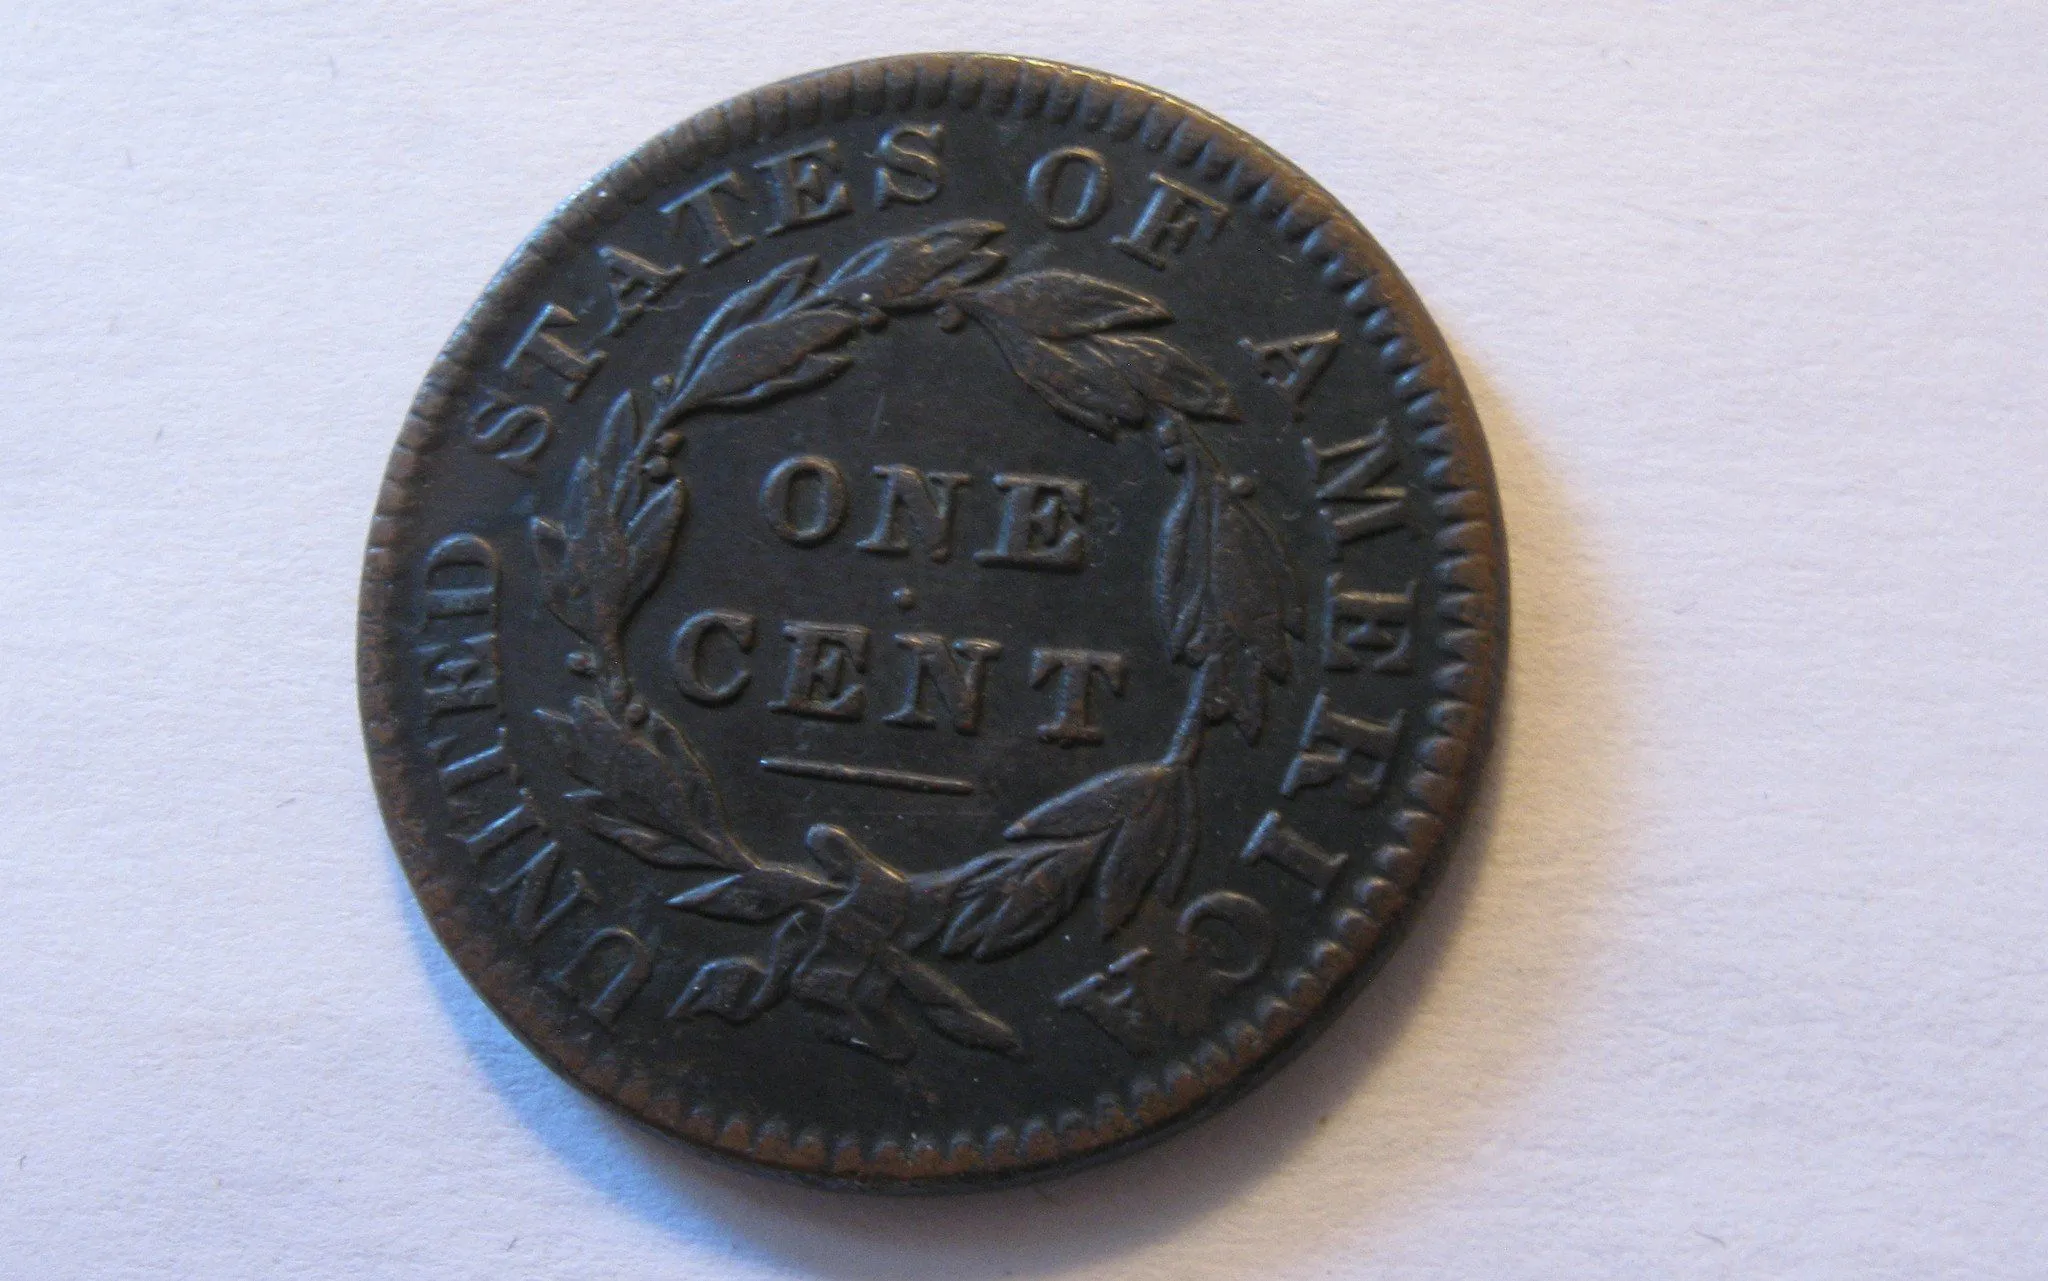 UNITED STATES OF AMERICA
ONE
CENT